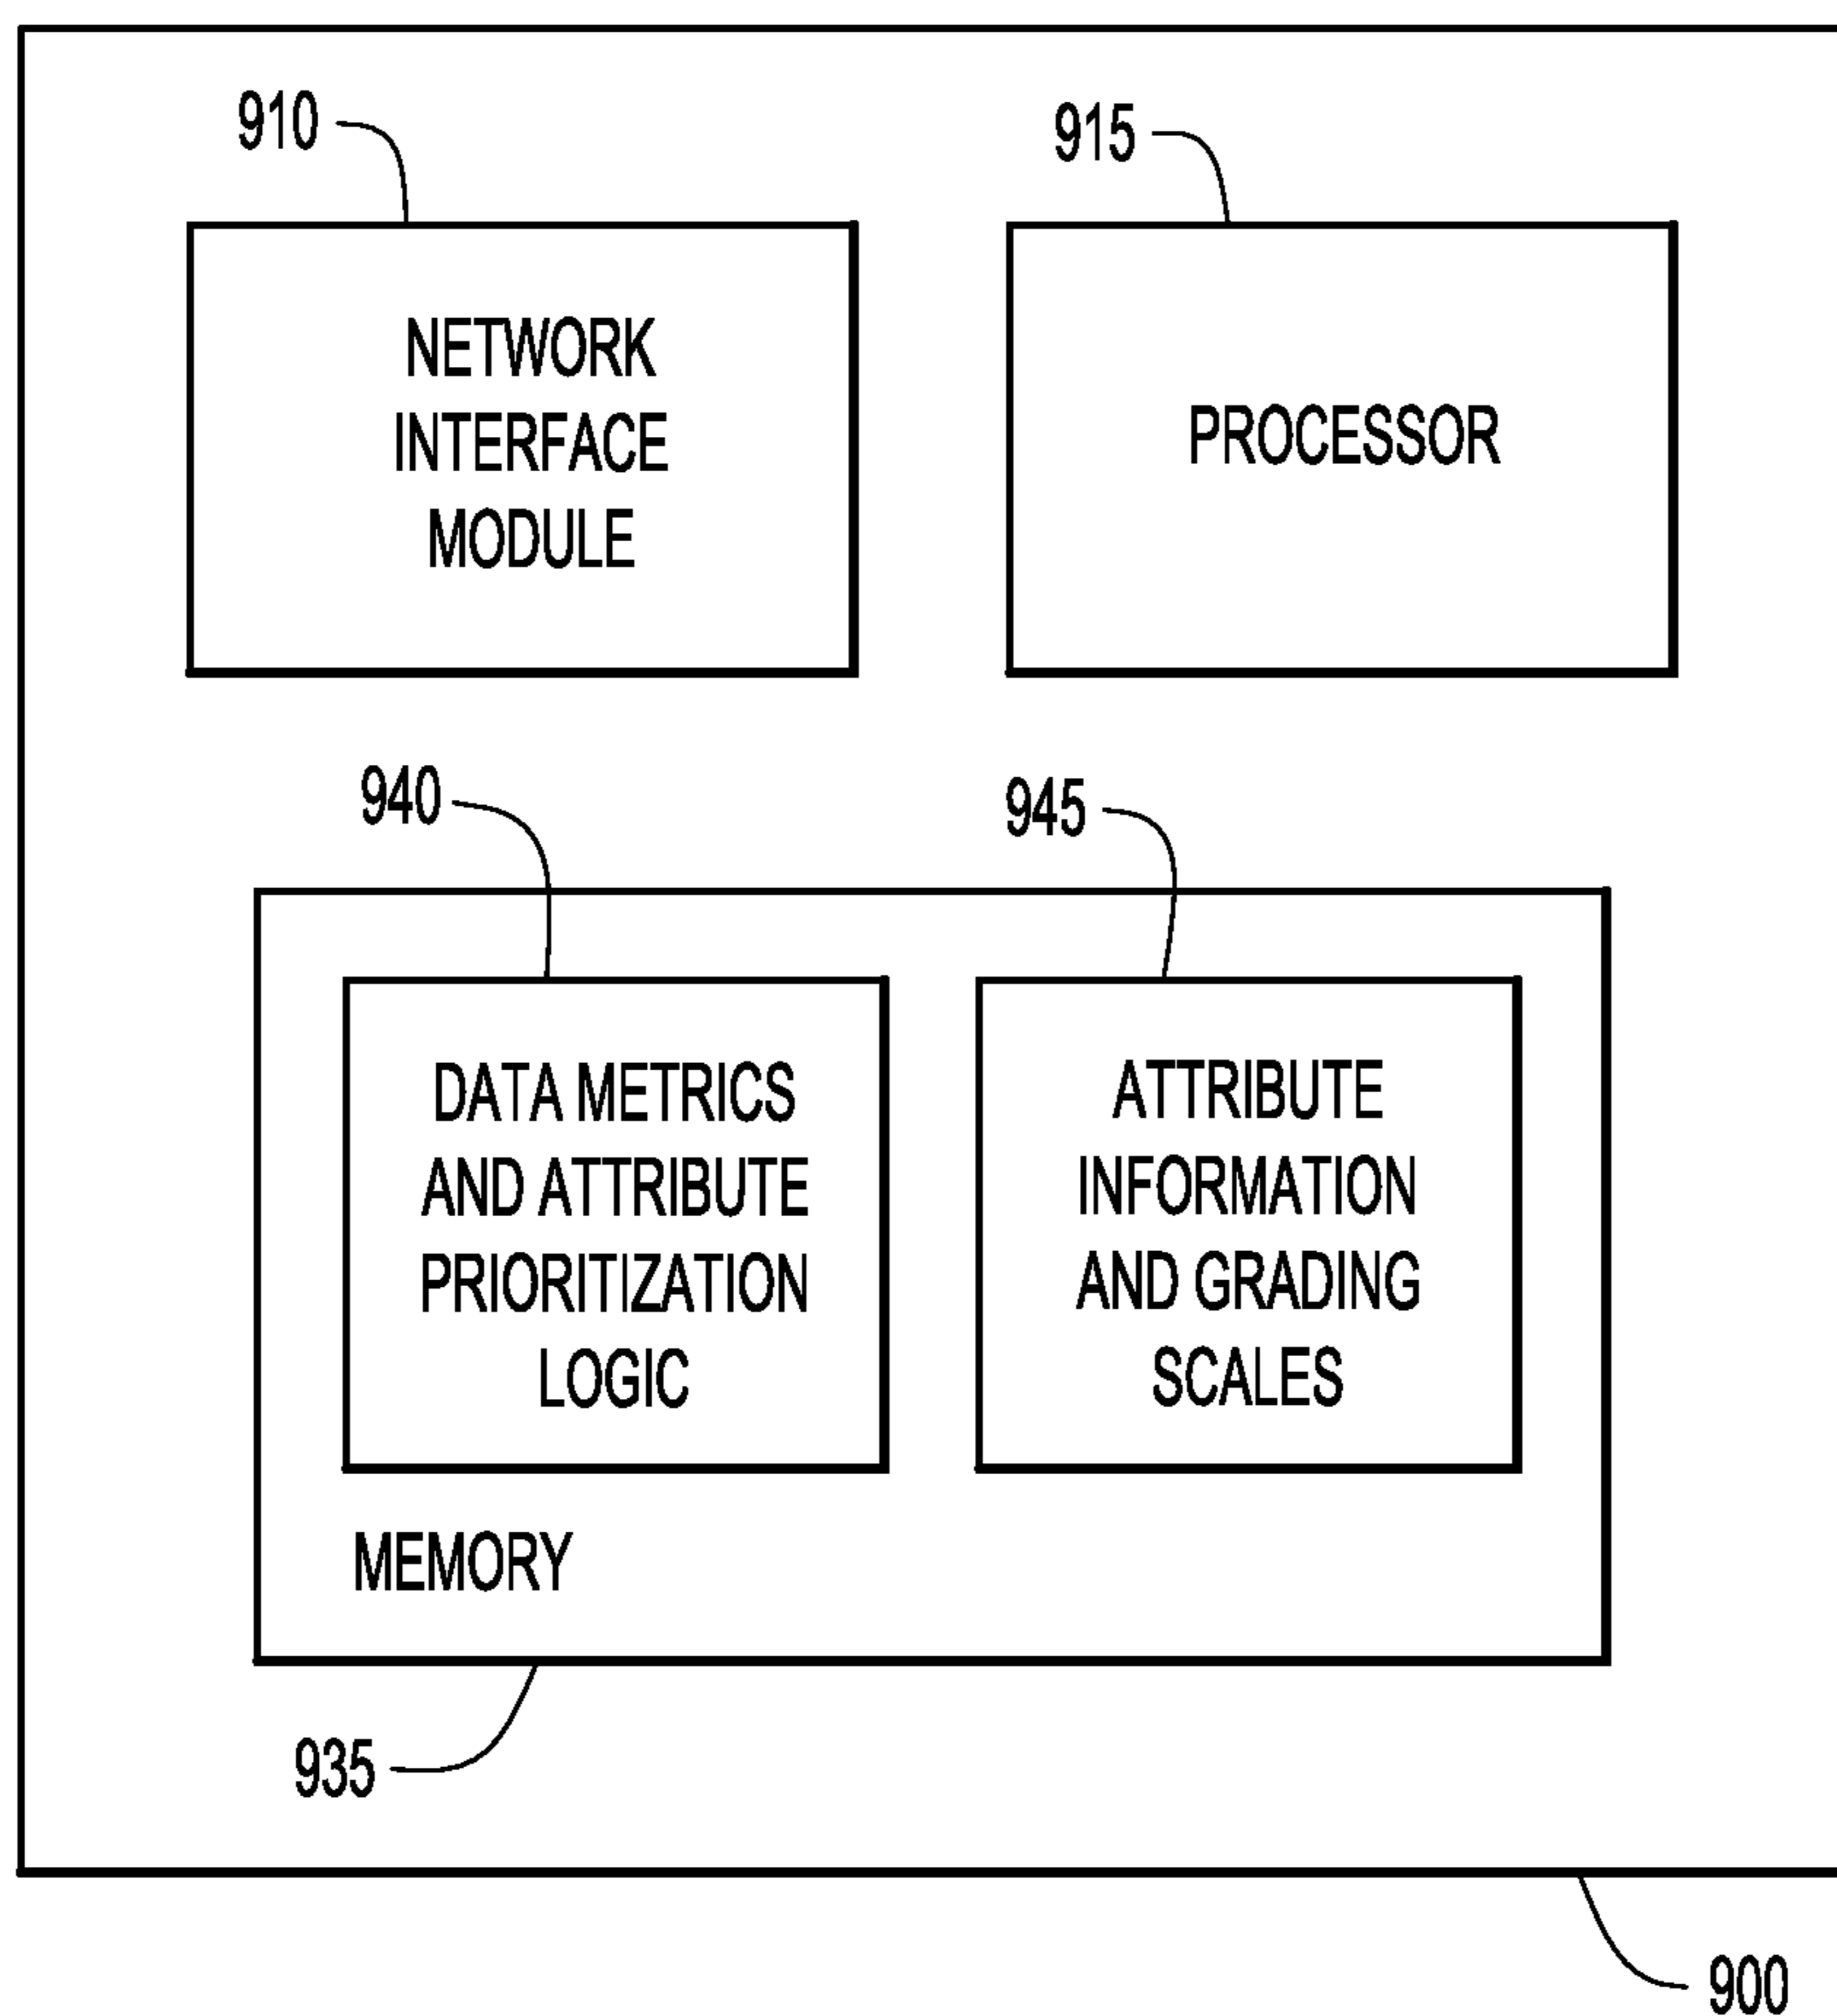 910
915
NETWORK
INTERFACE
MODULE
PROCESSOR
940
945
DATA METRICS
AND ATTRIBUTE
PRIORITIZATION
LOGIC
ATTRIBUTE
INFORMATION
AND GRADING
SCALES
MEMORY
935
900